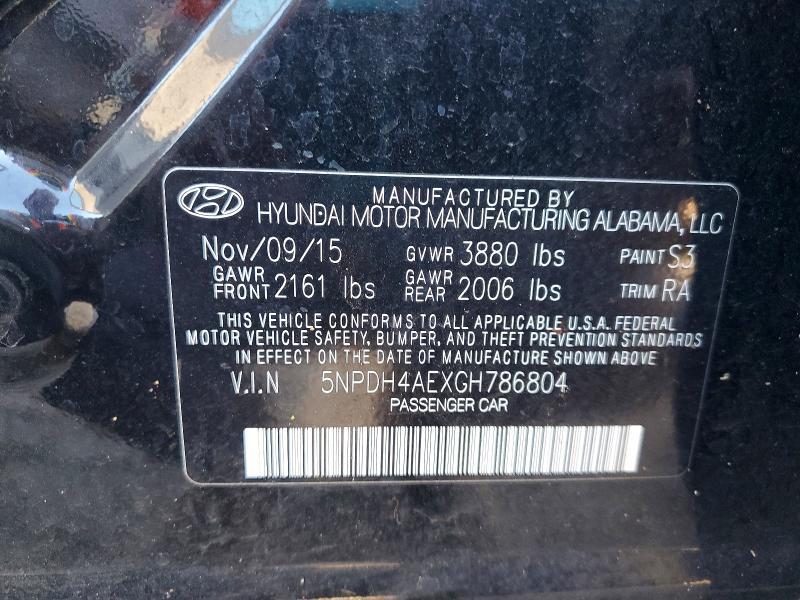 MANUFACTURED BY
HYUNDAI MOTOR MANUFACTURING ALABAMA, LLC
Nov/09/15 GVWR 3880 lbs PAINT S3
GAWR FRONT 2161 lbs GAWR REAR 2006 lbs TRIM RA
THIS VEHICLE CONFORMS TO ALL APPLICABLE U.S.A. FEDERAL
MOTOR VEHICLE SAFETY, BUMPER, AND THEFT PREVENTION STANDARDS
IN EFFECT ON THE DATE OF MANUFACTURE SHOWN ABOVE
V.I.N 5NPDH4AEXGH786804
PASSENGER CAR